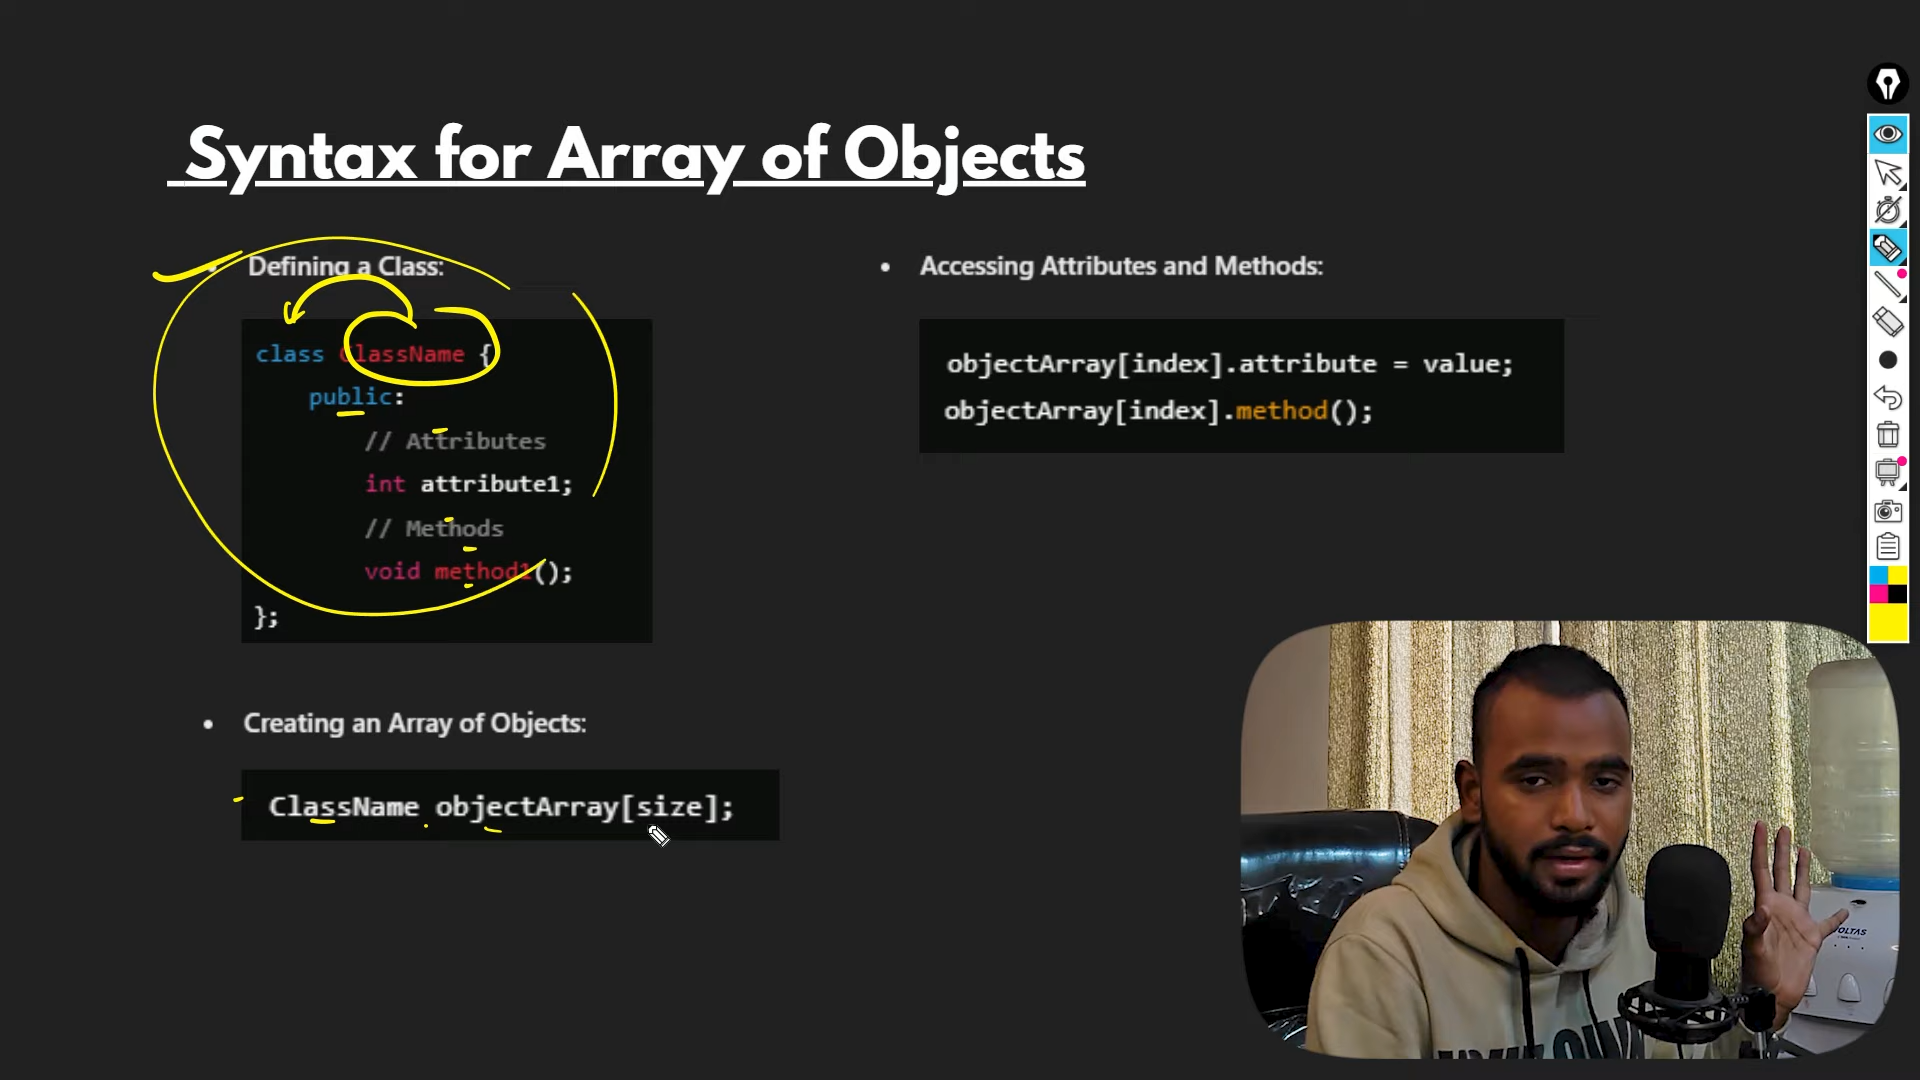 Syntax for Array of Objects
• Defining a Class:
class ClassName {
public:
// Attributes
int attribute1;
// Methods
void method1();
};
• Creating an Array of Objects:
ClassName objectArray[size];
• Accessing Attributes and Methods:
objectArray[index].attribute = value;
objectArray[index].method();
VOLTAS